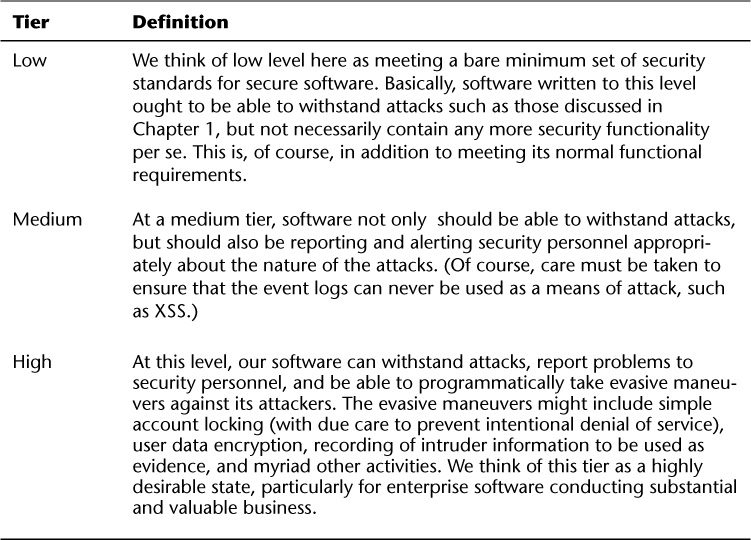 Tier Definition
Low We think of low level here as meeting a bare minimum set of security
standards for secure software. Basically, software written to this level
ought to be able to withstand attacks such as those discussed in
Chapter 1, but not necessarily contain any more security functionality
per se. This is, of course, in addition to meeting its normal functional
requirements.
Medium At a medium tier, software not only should be able to withstand attacks,
but should also be reporting and alerting security personnel appropri-
ately about the nature of the attacks. (Of course, care must be taken to
ensure that the event logs can never be used as a means of attack, such
as XSS.)
High At this level, our software can withstand attacks, report problems to
security personnel, and be able to programmatically take evasive maneu-
vers against its attackers. The evasive maneuvers might include simple
account locking (with due care to prevent intentional denial of service),
user data encryption, recording of intruder information to be used as
evidence, and myriad other activities. We think of this tier as a highly
desirable state, particularly for enterprise software conducting substantial
and valuable business.